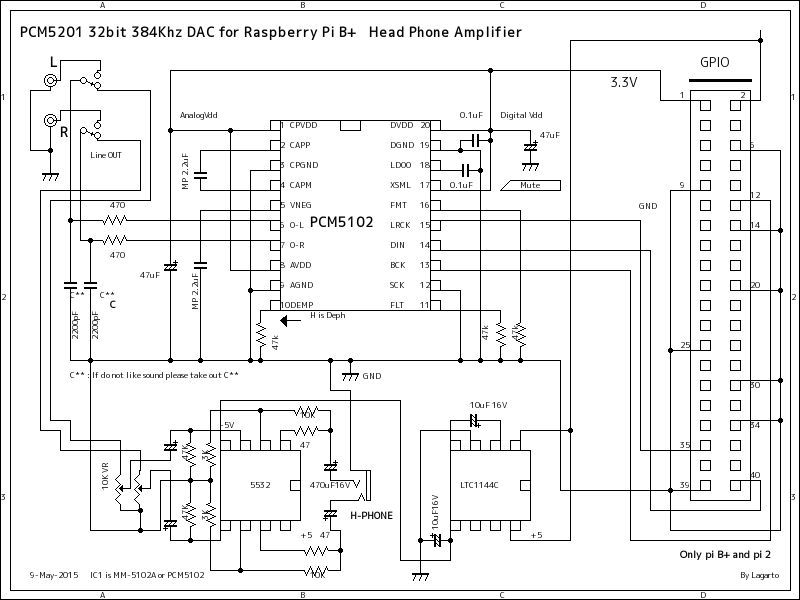 A B C D
PCM5201 32bit 384Khz DAC for Raspberry Pi B+ Head Phone Amplifier
L
R
Line OUT
AnalogVdd
0.1uF
Digital Vdd
3.3V
GPIO
1 2
1 CPVDD DVDD 20
47uF
2 CAPP DGND 19
6
MP 2.2uF
3 CPGND LDOO 18
4 CAPM XSML 17
0.1uF
Mute
9
12
470
5 VNEG FMT 16
GND
6 O-L PCM5102 LRCK 15
14
7 O-R DIN 14
470
8 AVDD BCK 13
47uF
MP 2.2uF
9 AGND SCK 12
20
C** C**
C
10DEMP FLT 11
H is Deph
2200pF 2200pF
47k
47k 47k
25
GND
C** : If do not like sound please take out C**
30
10uF 16V
10K
-5V
34
47
47K 3K
35
10K VR
5532
470uF16V
LTC1144C
40
39
47K 3K
10uF16V
H-PHONE
+5 47
+5
10K
Only pi B+ and pi 2
9-May-2015 IC1 is MM-5102A or PCM5102
By Lagarto
A B C D
1 1
2 2
3 3